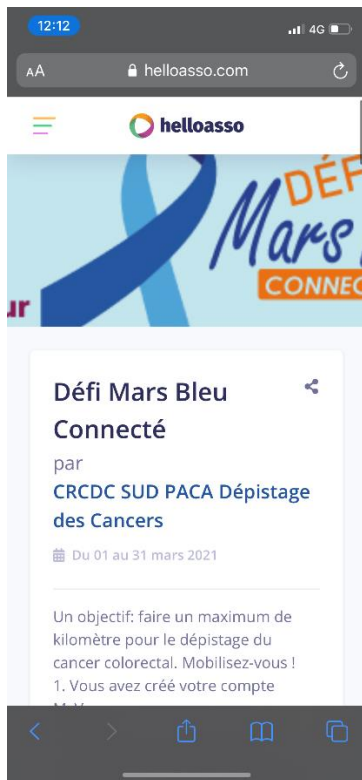 12:12
4G
AA helloasso.com
helloasso
DÉF
Mars
CONNEC
ur
Défi Mars Bleu
Connecté
par
CRCDC SUD PACA Dépistage
des Cancers
Du 01 au 31 mars 2021
Un objectif: faire un maximum de
kilomètre pour le dépistage du
cancer colorectal. Mobilisez-vous !
1. Vous avez créé votre compte